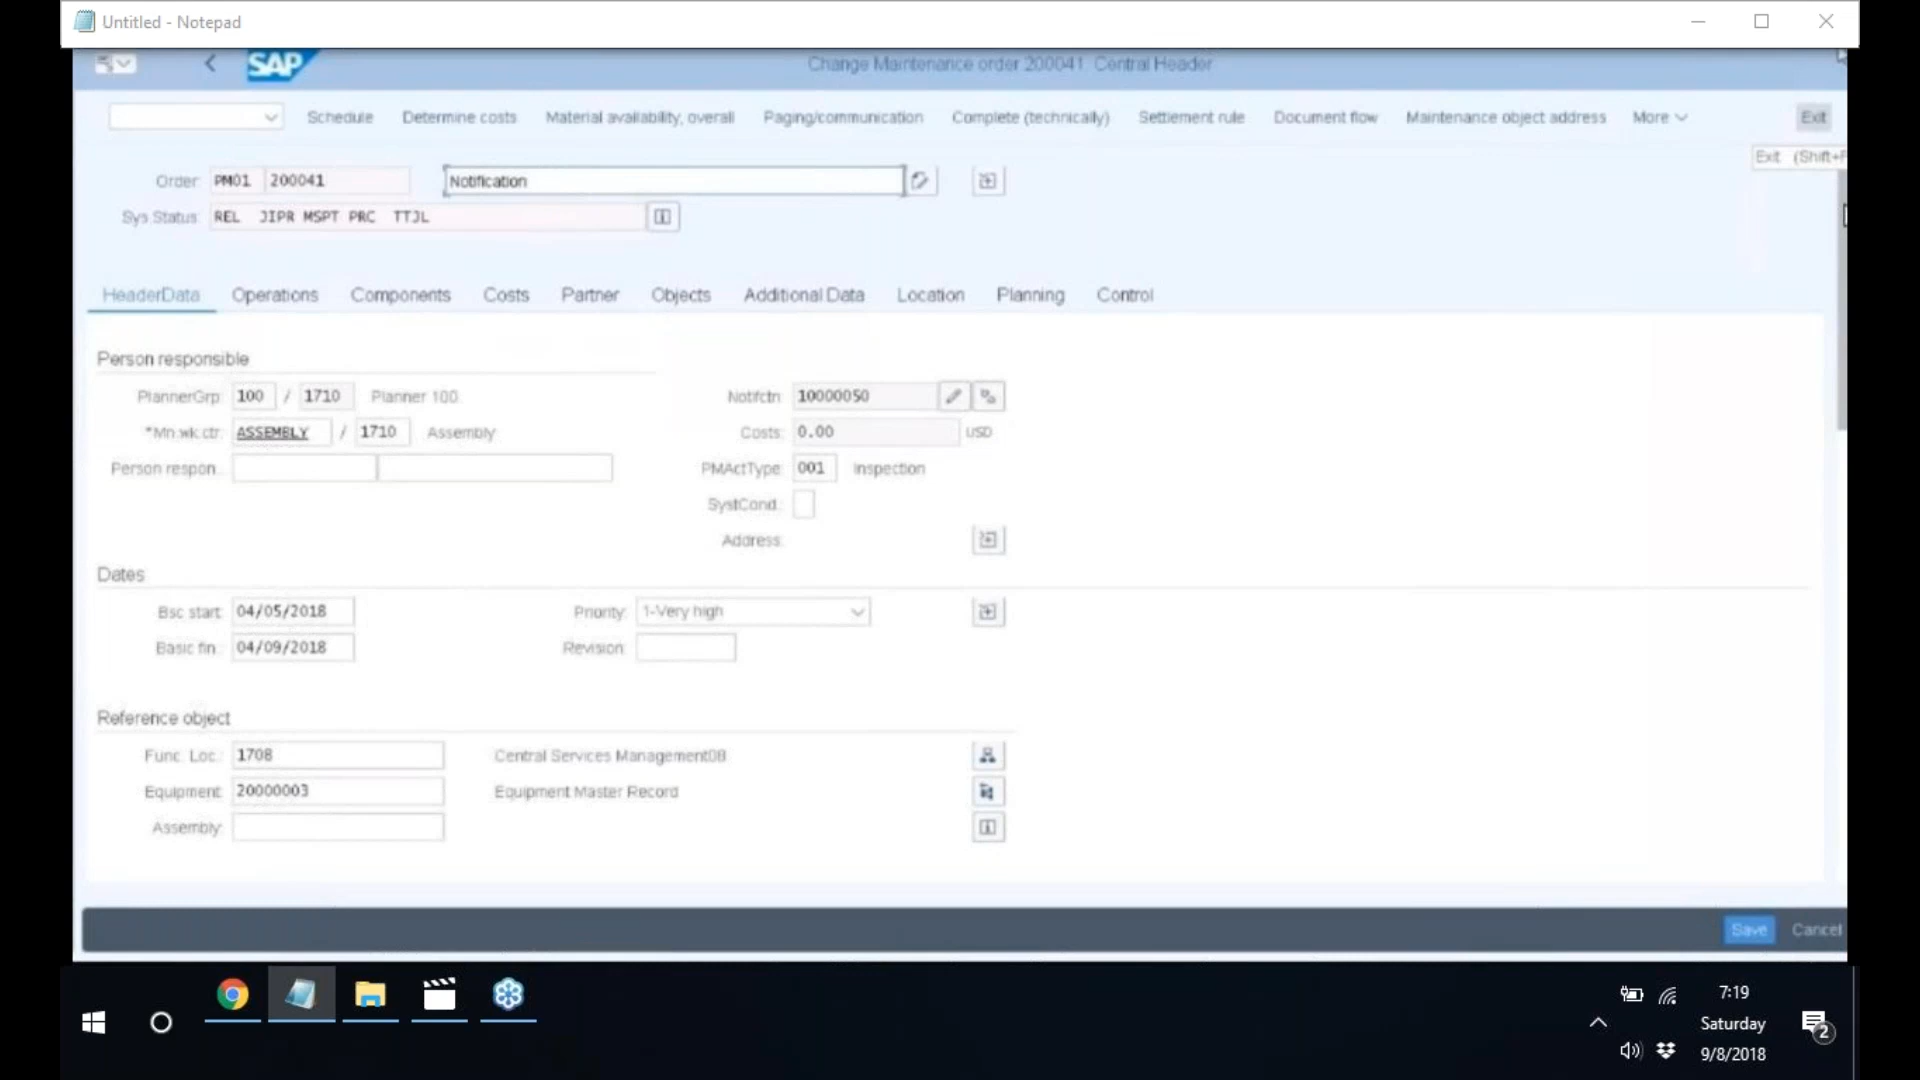 Untitled - Notepad
SAP Change Maintenance order 200041: Central Header
Schedule Determine costs Material availability, overall Paging/communication Complete (technically) Settlement rule Document flow Maintenance object address More Exit
Exit (Shift+F
Order: PM01 200041 Notification
Sys.Status: REL JIPR MSPT PRC TTJL
HeaderData Operations Components Costs Partner Objects Additional Data Location Planning Control
Person responsible
PlannerGrp: 100 / 1710 Planner 100 Notifctn: 10000050
*Mn.wk.ctr: ASSEMBLY / 1710 Assembly Costs: 0.00 USD
Person respon.: PMActType: 001 Inspection
SystCond.:
Address:
Dates
Bsc start: 04/05/2018 Priority: 1-Very high
Basic fin.: 04/09/2018 Revision:
Reference object
Func. Loc.: 1708 Central Services Management08
Equipment: 20000003 Equipment Master Record
Assembly:
Save Cancel
7:19
Saturday
9/8/2018
2